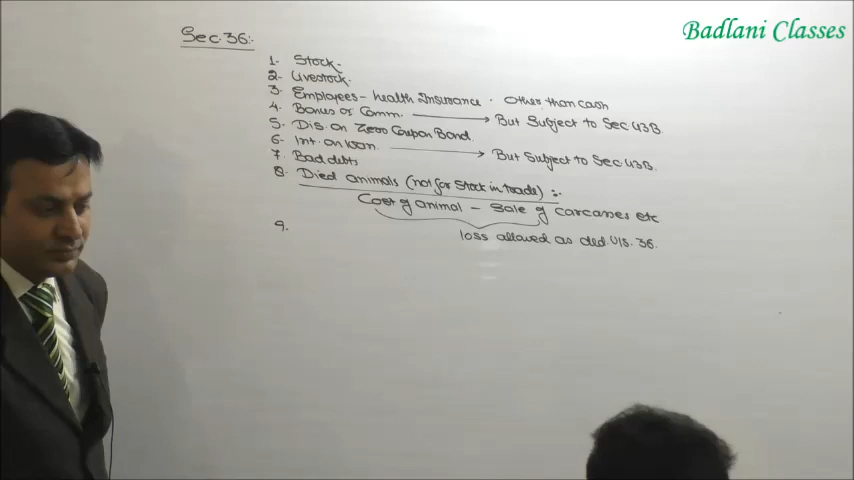 Badlani Classes
Sec.36:-
1- Stock-
2- Livestock.
3- Employees - health Insurance . Other than cash
4. Bonus or Comm. → But Subject to Sec 43B.
5. Dis. on Zero Coupon Bond.
6- Int. on loan. → But Subject to Sec 43B.
7. Bad debts
8. Died animals (not for Stock in trade) :-
Cost of animal - Sale of carcasses etc
9.
loss allowed as ded. U/S. 36.